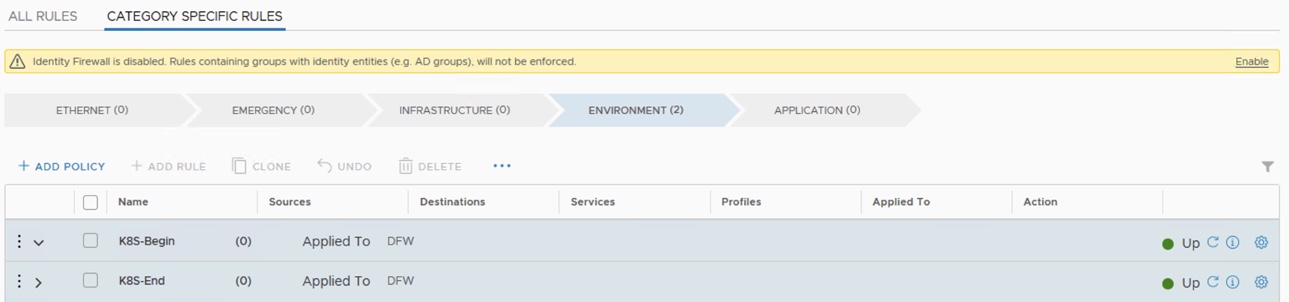 ALL RULES CATEGORY SPECIFIC RULES
Identity Firewall is disabled. Rules containing groups with identity entities (e.g. AD groups), will not be enforced. Enable
ETHERNET (0) EMERGENCY (0) INFRASTRUCTURE (0) ENVIRONMENT (2) APPLICATION (0)
+ ADD POLICY + ADD RULE CLONE UNDO DELETE ...
Name Sources Destinations Services Profiles Applied To Action
K8S-Begin (0) Applied To DFW Up
K8S-End (0) Applied To DFW Up